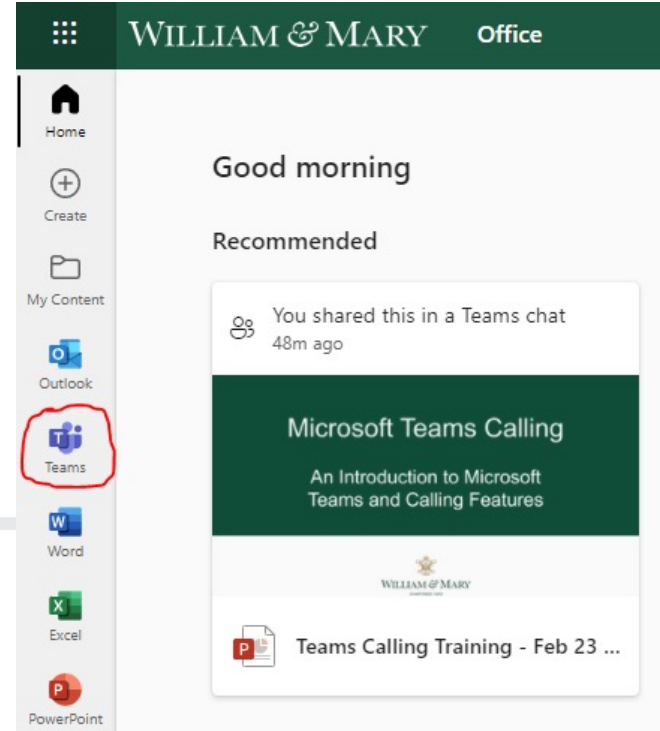 WILLIAM & MARY Office
Home
Create
My Content
Outlook
Teams
Word
Excel
PowerPoint
Good morning
Recommended
You shared this in a Teams chat
48m ago
Microsoft Teams Calling
An Introduction to Microsoft
Teams and Calling Features
WILLIAM & MARY
Teams Calling Training - Feb 23 ...